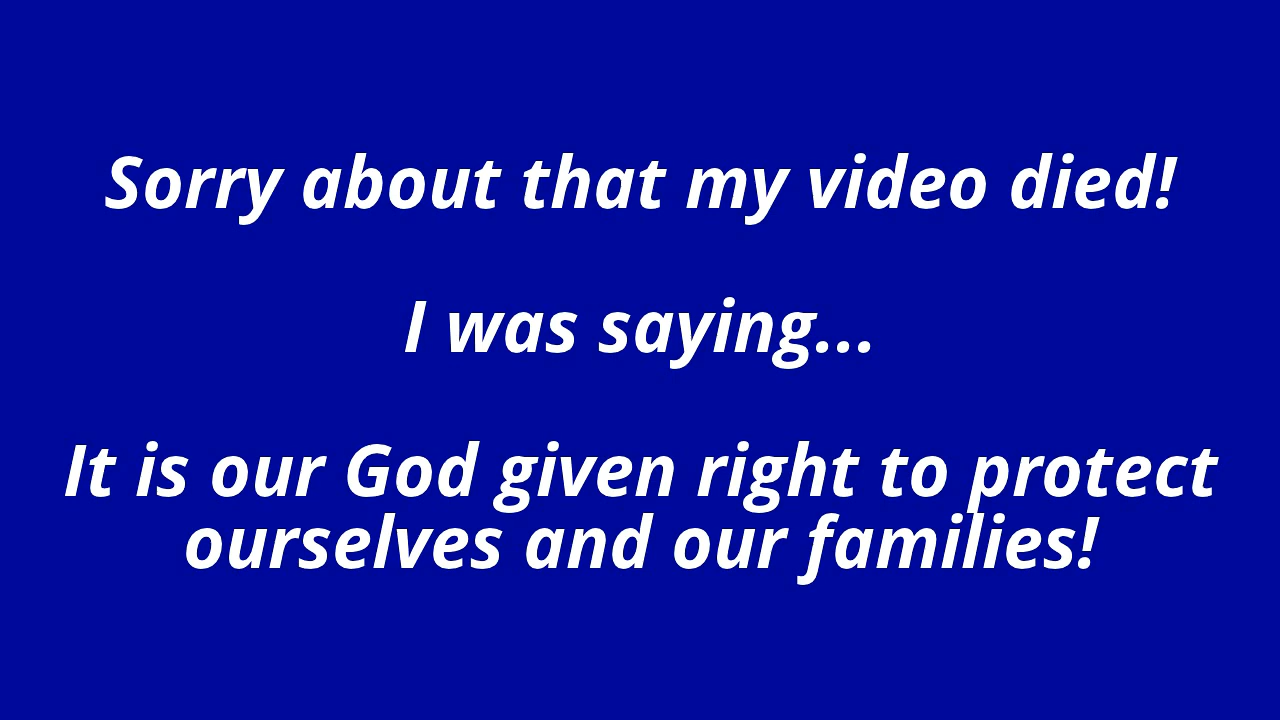 Sorry about that my video died!
I was saying...
It is our God given right to protect
ourselves and our families!